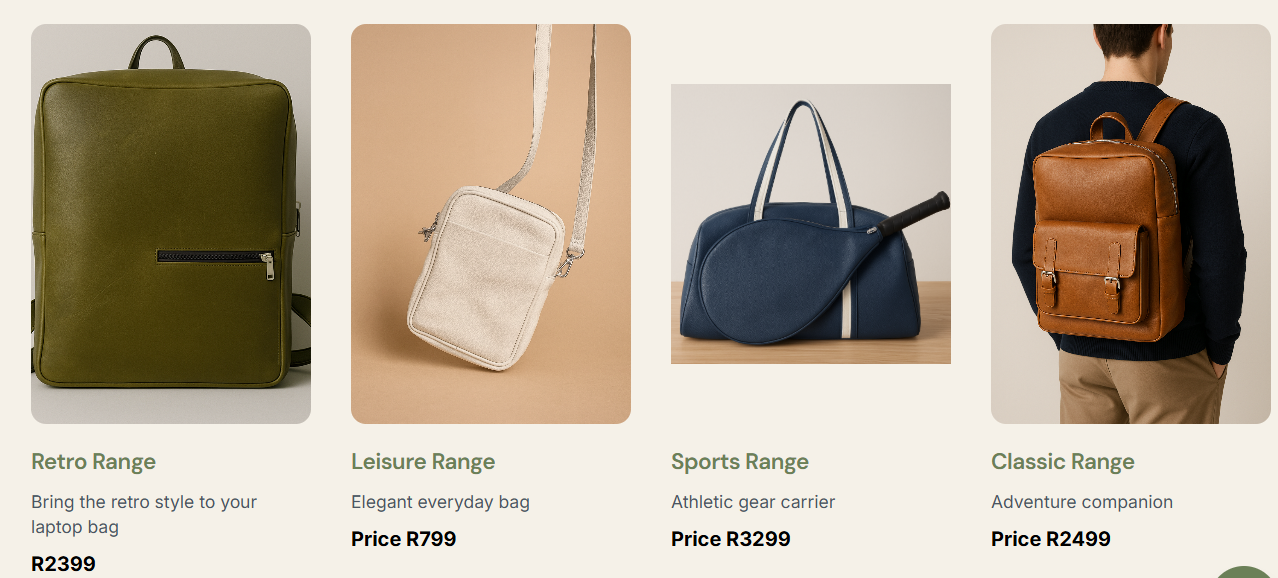 Retro Range
Bring the retro style to your
laptop bag
R2399
Leisure Range
Elegant everyday bag
Price R799
Sports Range
Athletic gear carrier
Price R3299
Classic Range
Adventure companion
Price R2499